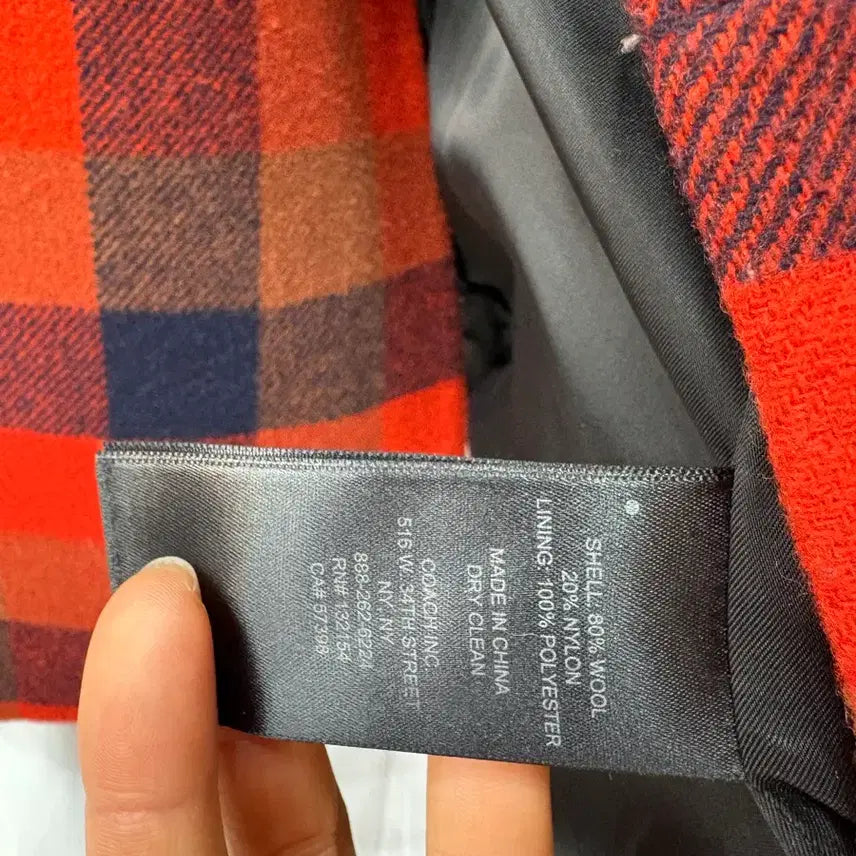 SHELL: 80% WOOL
20% NYLON
LINING: 100% POLYESTER
MADE IN CHINA
DRY CLEAN
COACH INC.
516 W. 34TH STREET
NY, NY
888-262-6224
RN# 132154
CA# 57398